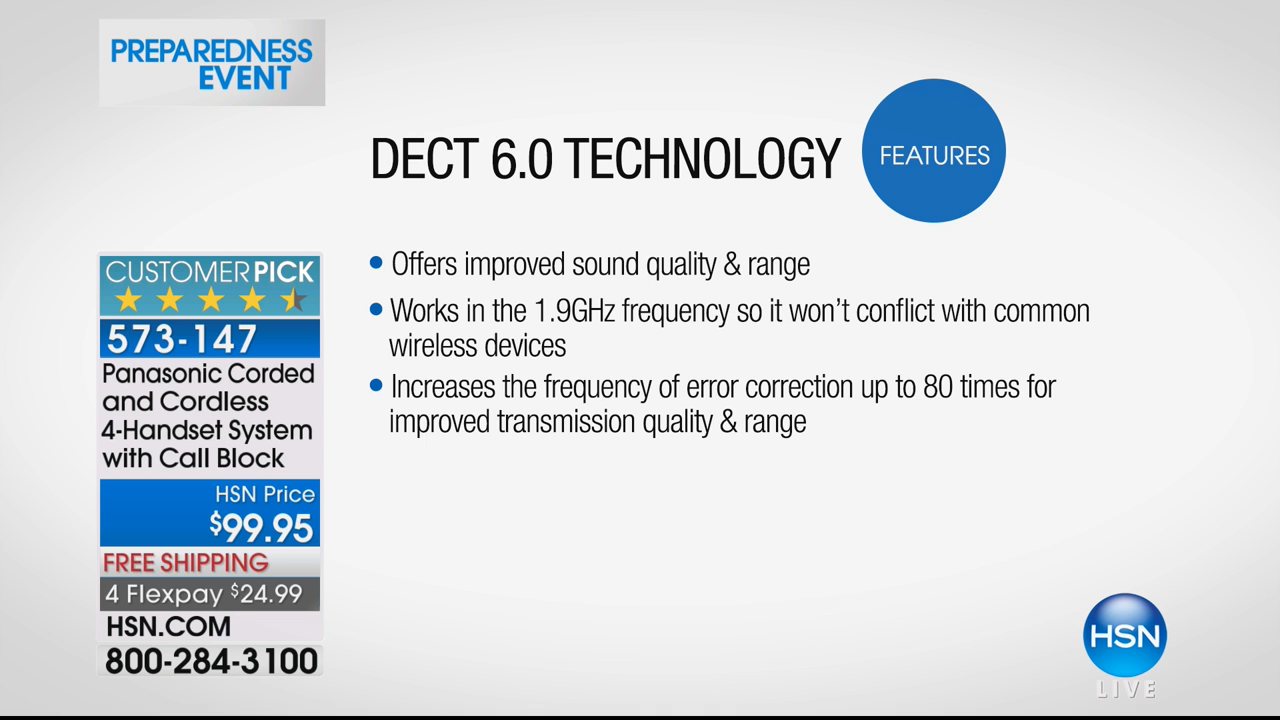 PREPAREDNESS
EVENT
DECT 6.0 TECHNOLOGY
FEATURES
• Offers improved sound quality & range
• Works in the 1.9GHz frequency so it won't conflict with common
wireless devices
• Increases the frequency of error correction up to 80 times for
improved transmission quality & range
CUSTOMER PICK
573-147
Panasonic Corded
and Cordless
4-Handset System
with Call Block
HSN Price
$99.95
FREE SHIPPING
4 Flexpay $24.99
HSN.COM
800-284-3100
HSN
LIVE